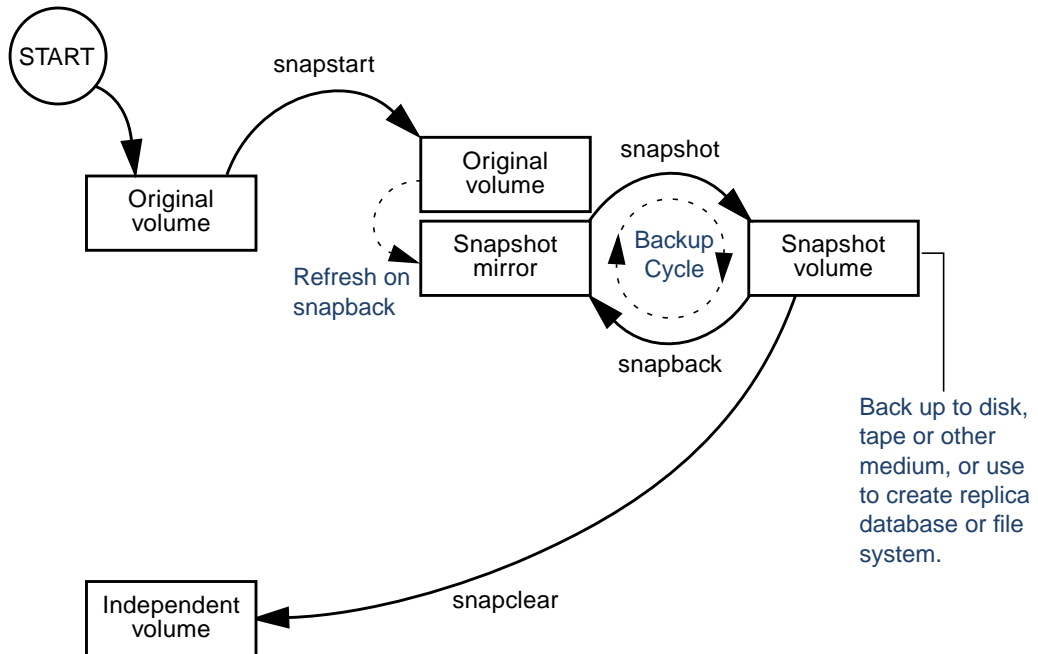 START
snapstart
Original
volume
Original
volume
Snapshot
mirror
Refresh on
snapback
snapshot
Backup
Cycle
snapback
Snapshot
volume
Back up to disk,
tape or other
medium, or use
to create replica
database or file
system.
snapclear
Independent
volume